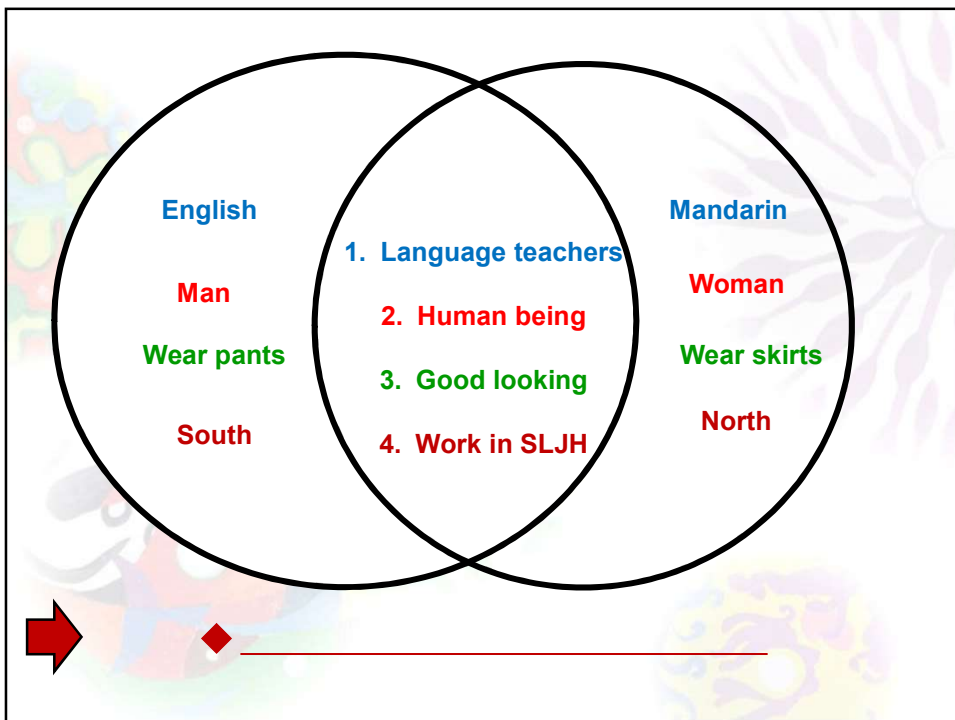 English
Man
Wear pants
South
1. Language teachers
2. Human being
3. Good looking
4. Work in SLJH
Mandarin
Woman
Wear skirts
North